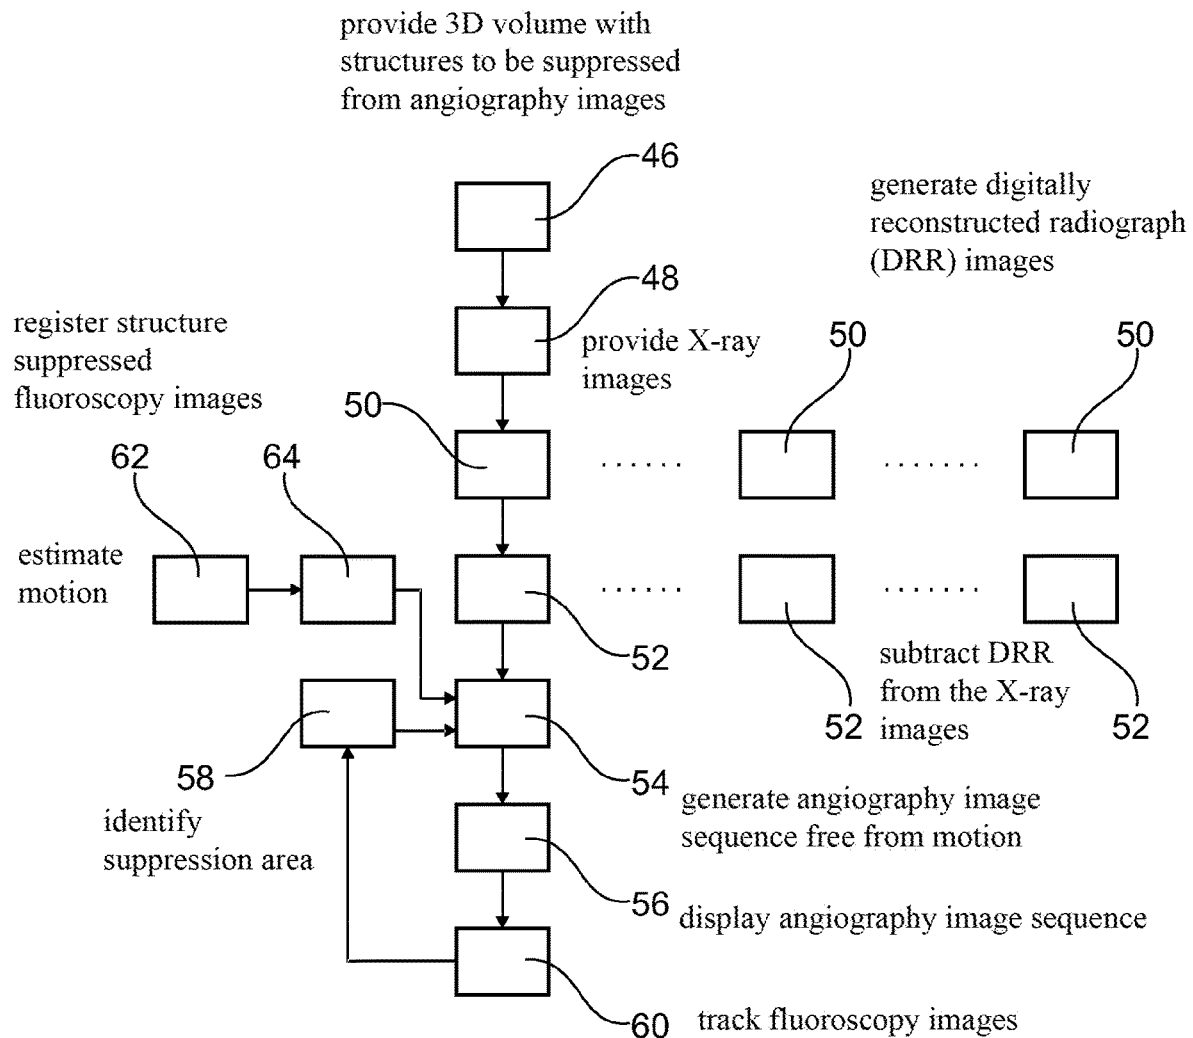 provide 3D volume with
structures to be suppressed
from angiography images
46
generate digitally
reconstructed radiograph
(DRR) images
48
register structure
suppressed
fluoroscopy images
provide X-ray
images
50
50
50
62
64
estimate
motion
52
subtract DRR
from the X-ray
images
52
52
58
54
identify
suppression area
generate angiography image
sequence free from motion
56
display angiography image sequence
60
track fluoroscopy images